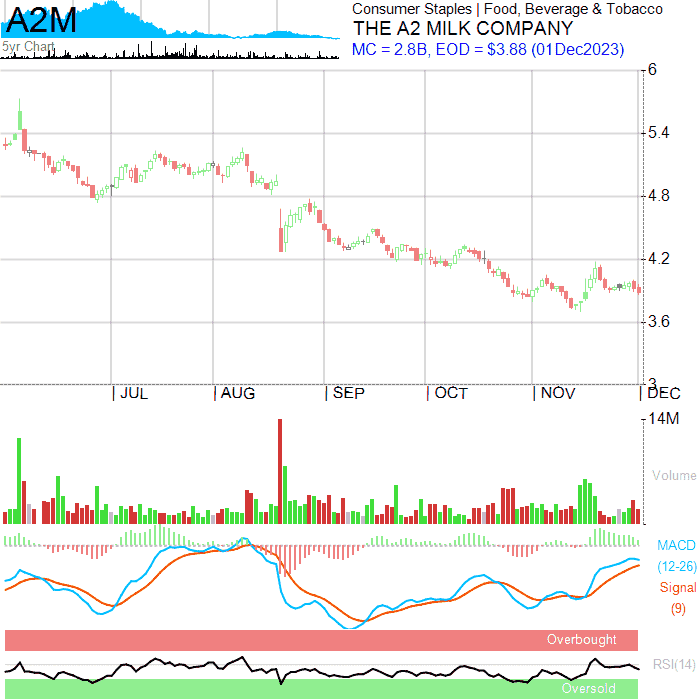 A2M
5yr Chart
Consumer Staples | Food, Beverage & Tobacco
THE A2 MILK COMPANY
MC = 2.8B, EOD = $3.88 (01Dec2023)
6
5.4
4.8
4.2
3.6
3
JUL
AUG
SEP
OCT
NOV
DEC
14M
Volume
MACD
(12-26)
Signal
(9)
Overbought
RSI(14)
Oversold